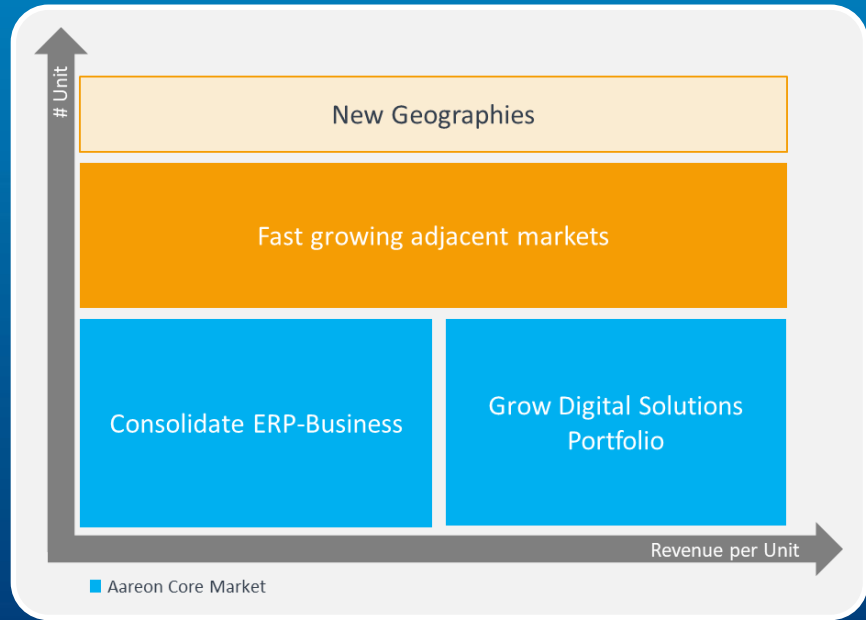 # Unit
New Geographies
Fast growing adjacent markets
Consolidate ERP-Business
Grow Digital Solutions
Portfolio
Revenue per Unit
Aareon Core Market